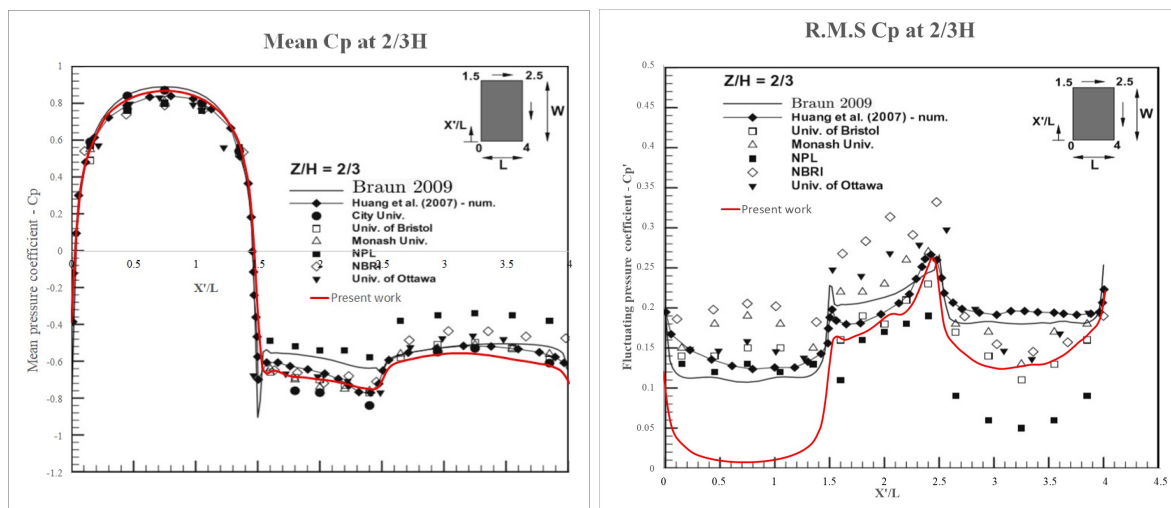 Mean Cp at 2/3H
1
0.8
0.6
0.4
0.2
0
-0.2
-0.4
-0.6
-0.8
-1
-1.2
Mean pressure coefficient - Cp
0.5
1
1.5
2
2.5
3
3.5
4
X'/L
1.5
2.5
W
X'/L
0
4
L
Z/H = 2/3
Braun 2009
Huang et al. (2007) - num.
City Univ.
Univ. of Bristol
Monash Univ.
NPL
NBRI
Univ. of Ottawa
Present work
R.M.S Cp at 2/3H
0.5
0.45
0.4
0.35
0.3
0.25
0.2
0.15
0.1
0.05
0
Fluctuating pressure coefficient - Cp'
Z/H = 2/3
Braun 2009
Huang et al. (2007) - num.
Univ. of Bristol
Monash Univ.
NPL
NBRI
Univ. of Ottawa
Present work
1.5
2.5
W
X'/L
0
4
L
0
0.5
1
1.5
2
2.5
3
3.5
4
4.5
X'/L